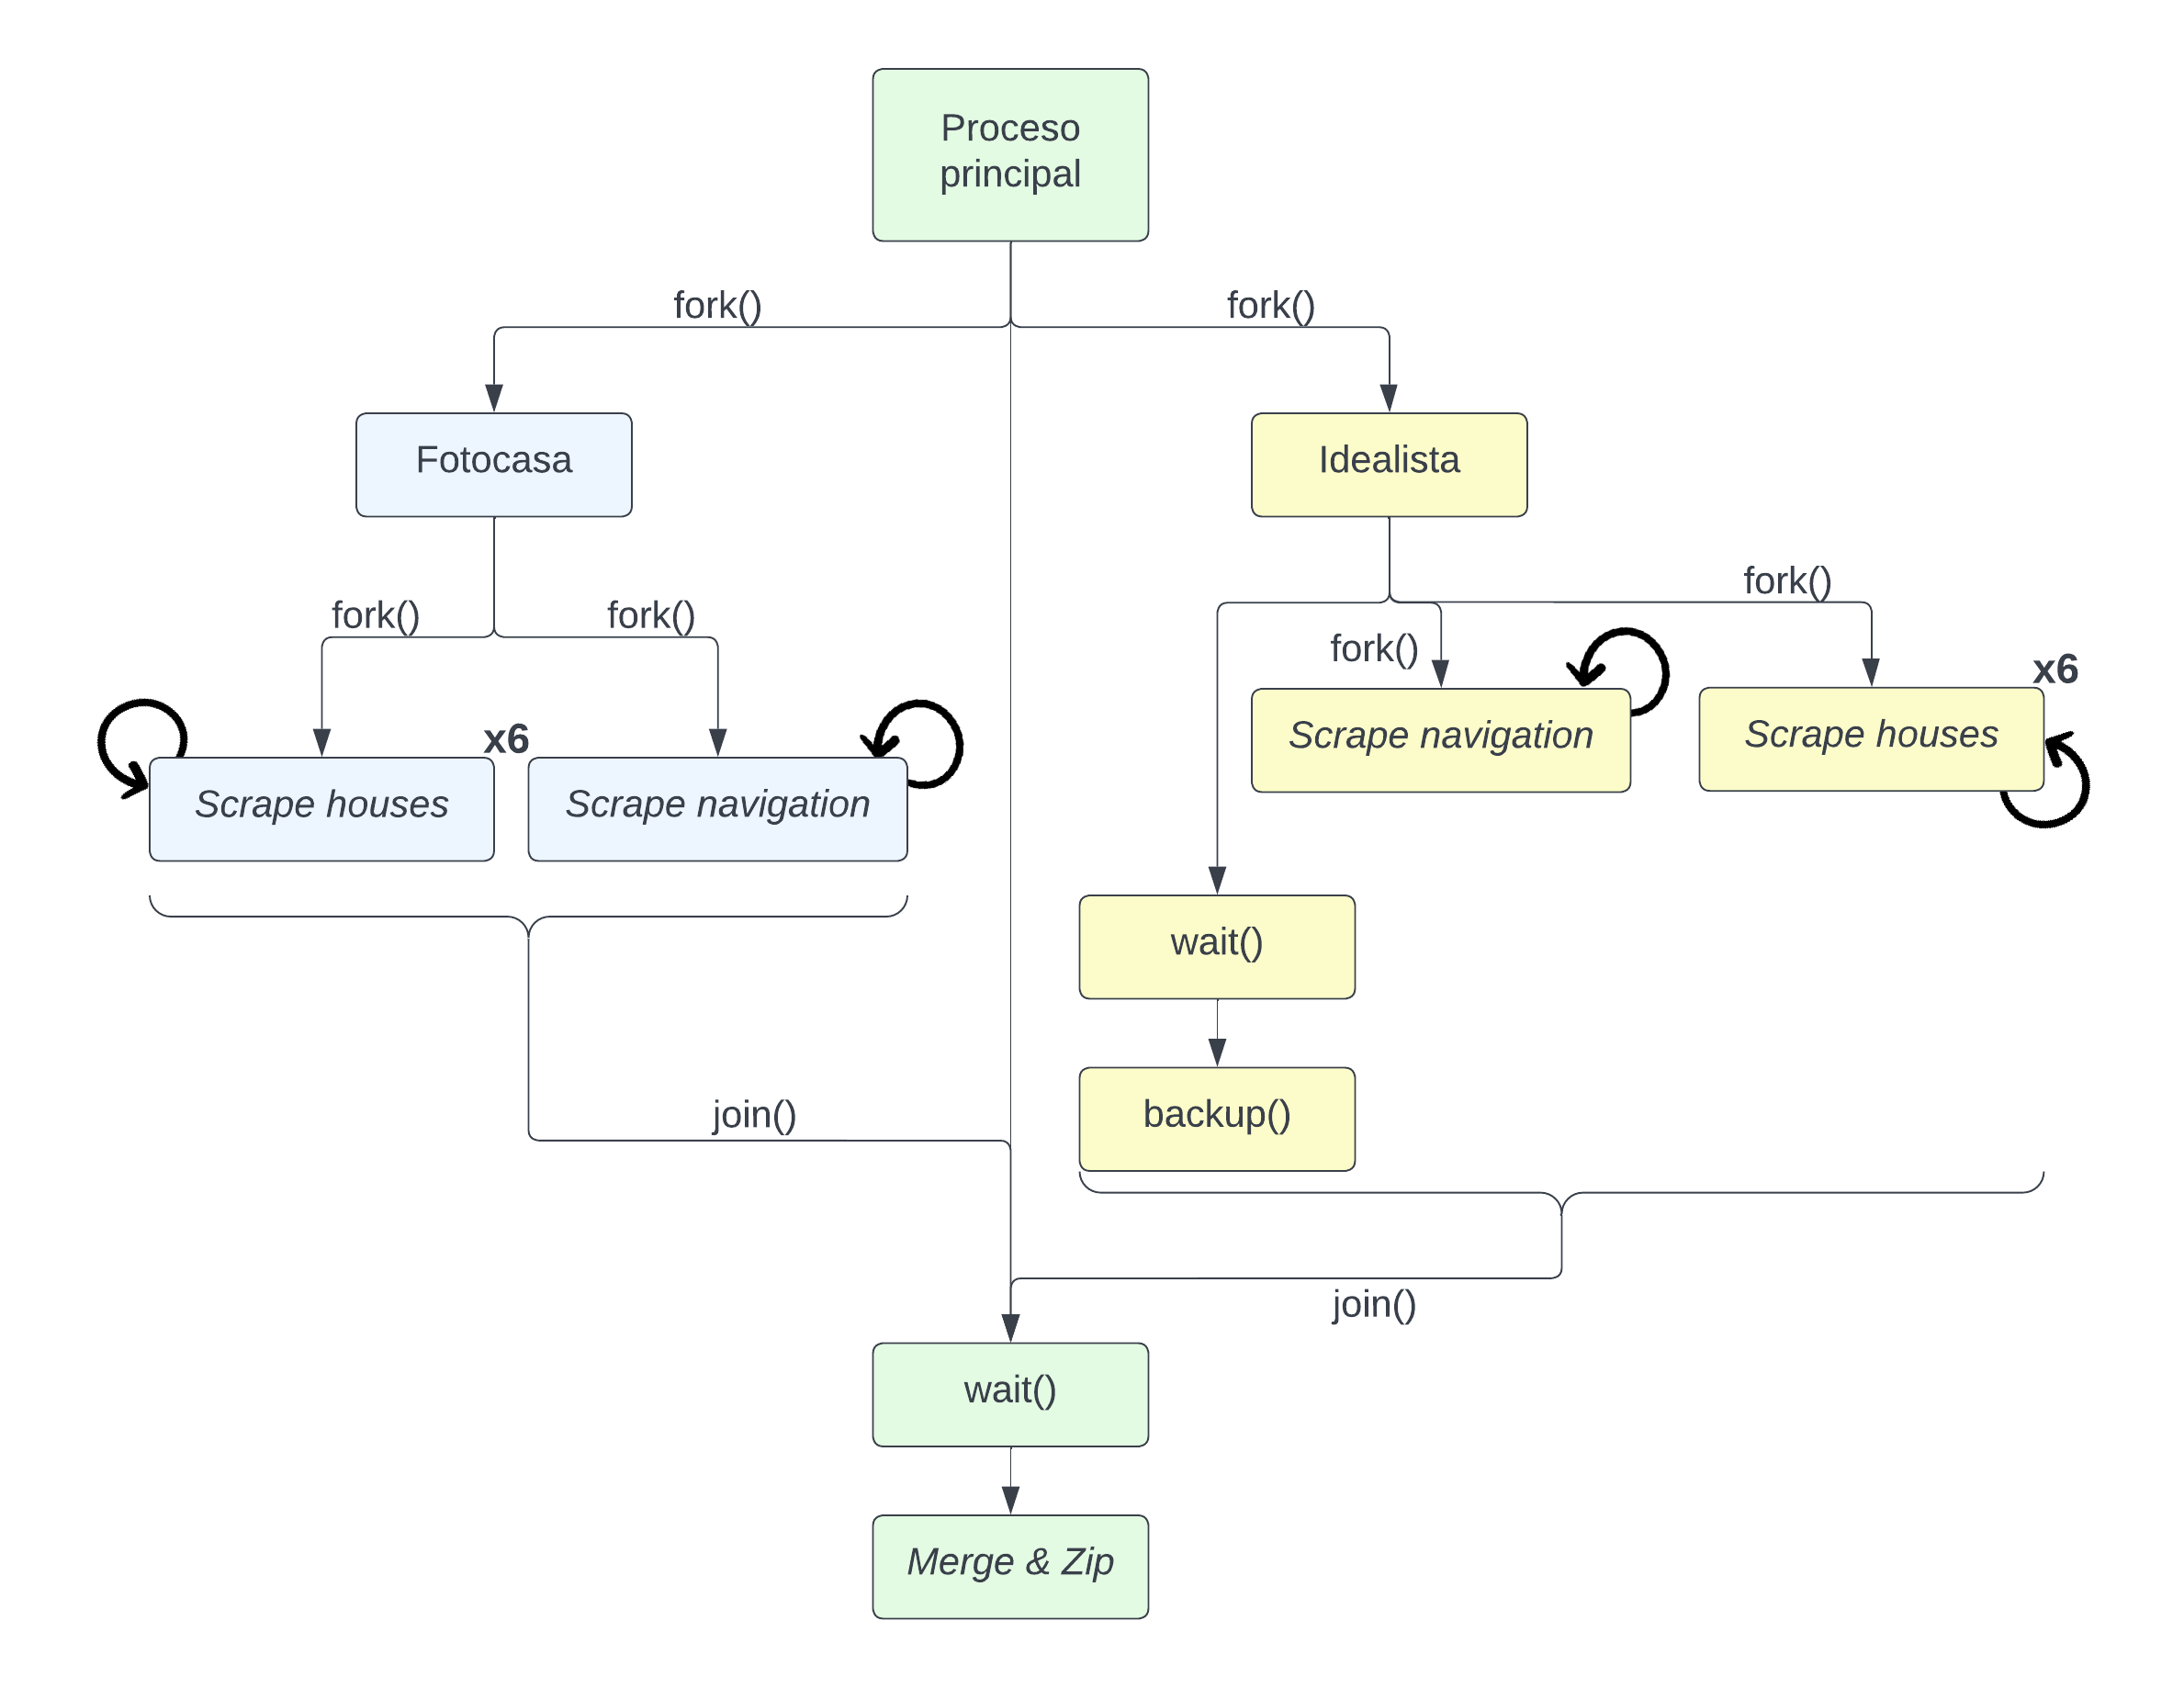 Proceso
principal
fork()
fork()
Fotocasa
Idealista
fork()
fork()
fork()
fork()
x6
x6
Scrape houses
Scrape navigation
Scrape navigation
Scrape houses
wait()
backup()
join()
join()
wait()
Merge & Zip